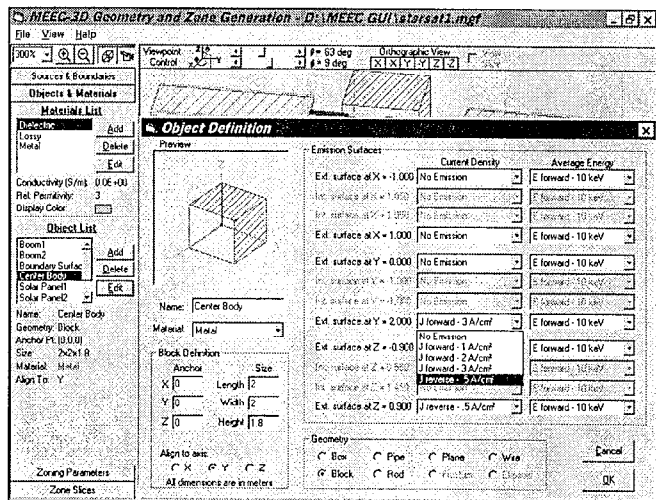 MEEC-3D Geometry and Zone Generation - D:\MEEC GUI\starsat1.mgf
File View Help
300%
Viewpoint Control
= 63 deg
= 9 deg
Orthographic View
X X Y Y Z Z
Sources & Boundaries
Objects & Materials
Materials List
Dielectric
Lossy
Metal
Add
Delete
Edit
Conductivity (S/m): 0.0E+00
Rel. Permitivity: 3
Display Color:
Object List
Boom1
Boom2
Boundary Surfac
Center Body
Solar Panel1
Solar Panel2
Add
Delete
Edit
Name: Center Body
Geometry: Block
Anchor Pt: (0,0,0)
Size: 2x2x1.8
Material: Metal
Align To: Y
Zoning Parameters
Zone Slices
Object Definition
Preview
Name: Center Body
Material: Metal
Block Definition
Anchor Size
X 0 Length 2
Y 0 Width 2
Z 0 Height 1.8
Align to axis:
X Y Z
All dimensions are in meters
Emission Surfaces
Current Density Average Energy
Ext. surface at X = -1.000 No Emission E forward - 10 keV
Ext. surface at X = 1.000 No Emission E forward - 10 keV
Ext. surface at Y = 0.000 No Emission E forward - 10 keV
Ext. surface at Y = 2.000 J forward - 3 A/cm² E forward - 10 keV
No Emission
J forward - 1 A/cm²
J forward - 2 A/cm²
J forward - 3 A/cm²
J reverse - .5 A/cm²
Ext. surface at Z = -0.900 E forward - 10 keV
Ext. surface at Z = 0.900 J reverse - .5 A/cm² E forward - 10 keV
Geometry
Box Pipe Plane Wire
Block Rod
Cancel
OK